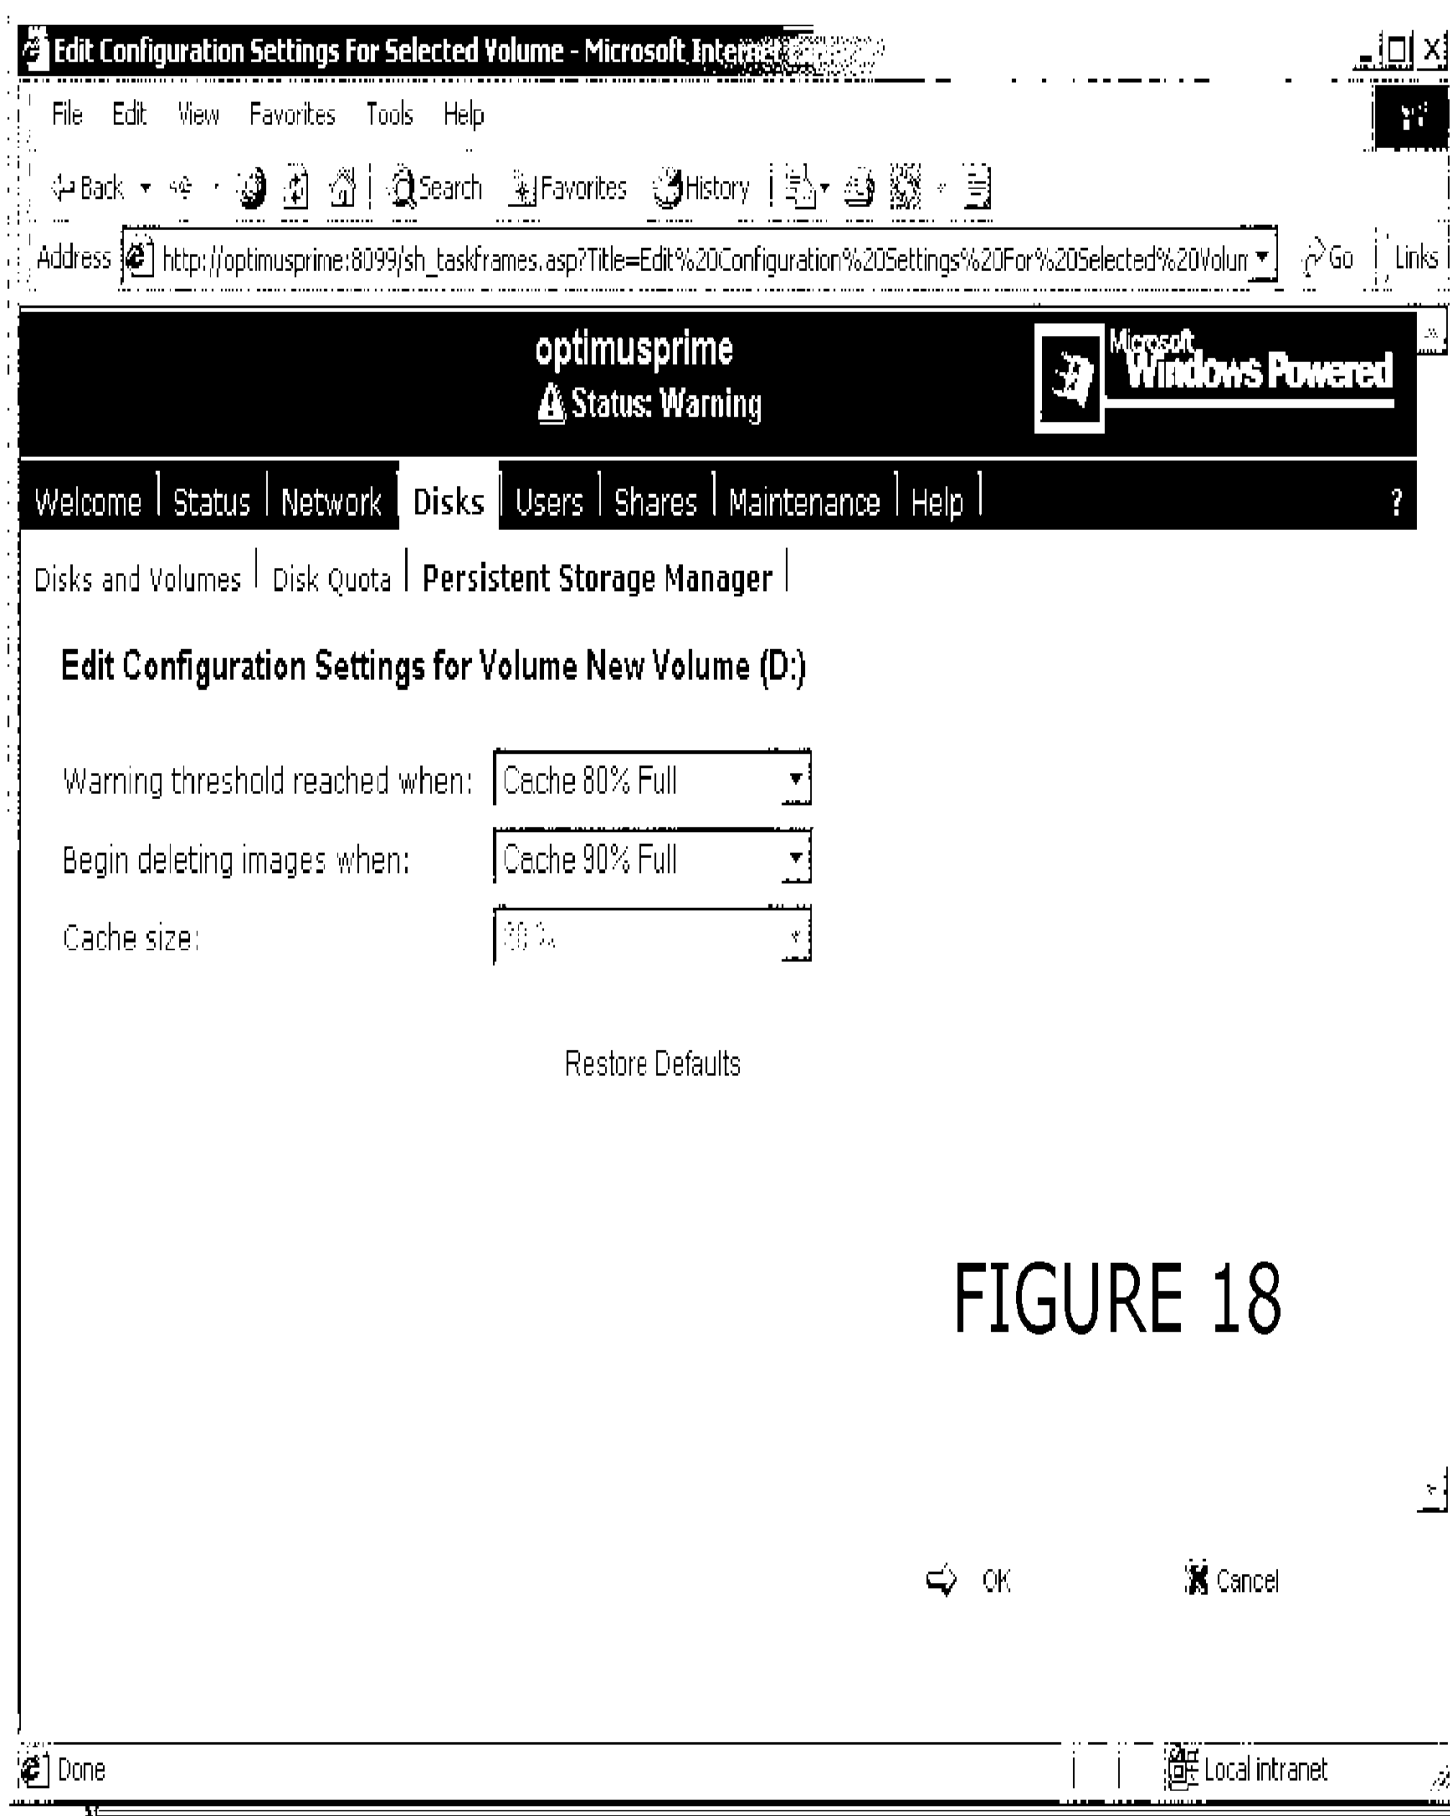 Edit Configuration Settings For Selected Volume - Microsoft Internet
File Edit View Favorites Tools Help
Back Search Favorites History
Address http://optimusprime:8099/sh_taskframes.asp?Title=Edit%20Configuration%20Settings%20For%20Selected%20Volum Go Links
optimusprime
Status: Warning
Microsoft
Windows Powered
Welcome Status Network Disks Users Shares Maintenance Help ?
Disks and Volumes Disk Quota Persistent Storage Manager
Edit Configuration Settings for Volume New Volume (D:)
Warning threshold reached when: Cache 80% Full
Begin deleting images when: Cache 90% Full
Cache size:
Restore Defaults
FIGURE 18
OK Cancel
Done Local intranet